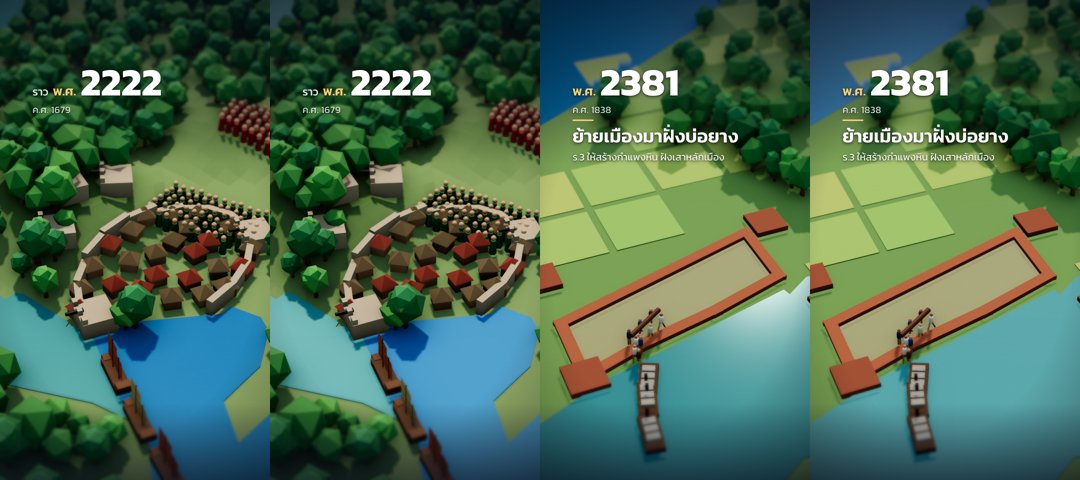 ราว พ.ศ. 2222
ค.ศ. 1679
ราว พ.ศ. 2222
ค.ศ. 1679
พ.ศ. 2381
ค.ศ. 1838
ย้ายเมืองมาฝั่งบ่อยาง
ร.3 ให้สร้างกำแพงหิน ฝังเสาหลักเมือง
พ.ศ. 2381
ค.ศ. 1838
ย้ายเมืองมาฝั่งบ่อยาง
ร.3 ให้สร้างกำแพงหิน ฝังเสาหลักเมือง